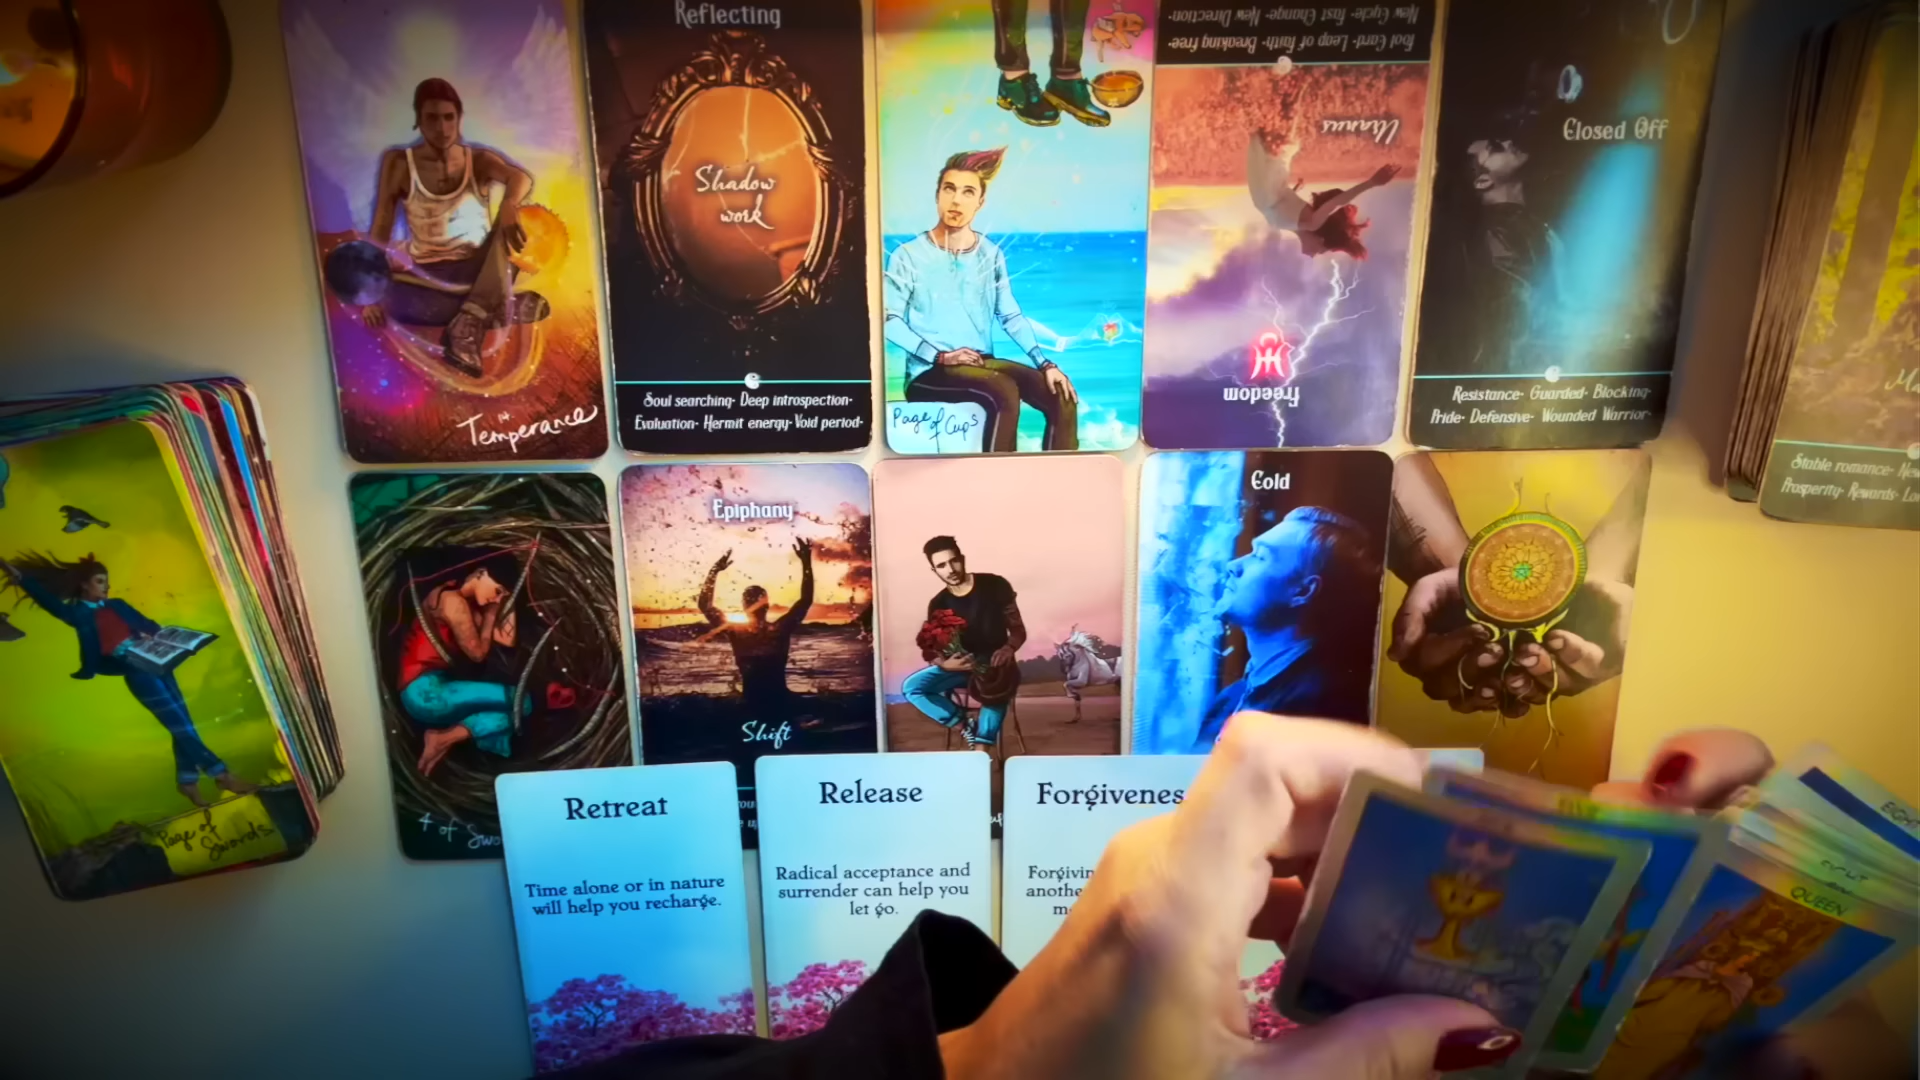 Reflecting
Shadow
work
Soul searching· Deep introspection·
Evaluation· Hermit energy· Void period·
Temperance
Page of
Cups
Fool Card· Leap of faith· Breaking free·
New Cycle· Fast Change· New Direction·
Uranus
Freedom
Closed Off
Resistance· Guarded· Blocking·
Pride· Defensive· Wounded Warrior·
Stable romance· New
Prosperity· Rewards·
Page of
Swords
4 of
Epiphany
Shift
Cold
Retreat
Time alone or in nature
will help you recharge.
Release
Radical acceptance and
surrender can help you
let go.
QUEEN